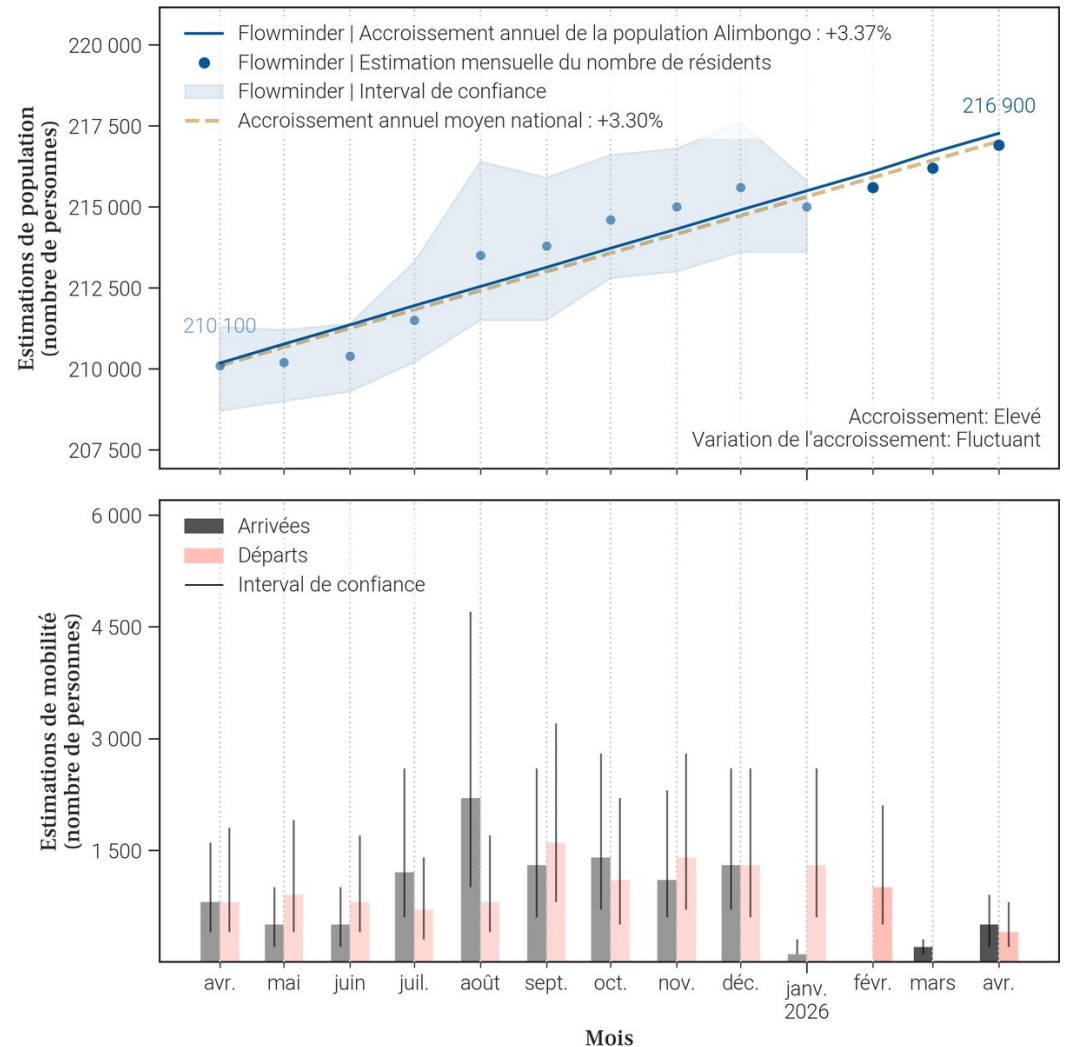 Flowminder | Accroissement annuel de la population Alimbongo : +3.37%
Flowminder | Estimation mensuelle du nombre de résidents
Flowminder | Interval de confiance
Accroissement annuel moyen national : +3.30%
220 000
217 500
215 000
212 500
210 000
207 500
Estimations de population
(nombre de personnes)
210 100
216 900
Accroissement: Elevé
Variation de l'accroissement: Fluctuant
Arrivées
Départs
Interval de confiance
6 000
4 500
3 000
1 500
Estimations de mobilité
(nombre de personnes)
avr. mai juin juil. août sept. oct. nov. déc. janv. févr. mars avr.
2026
Mois